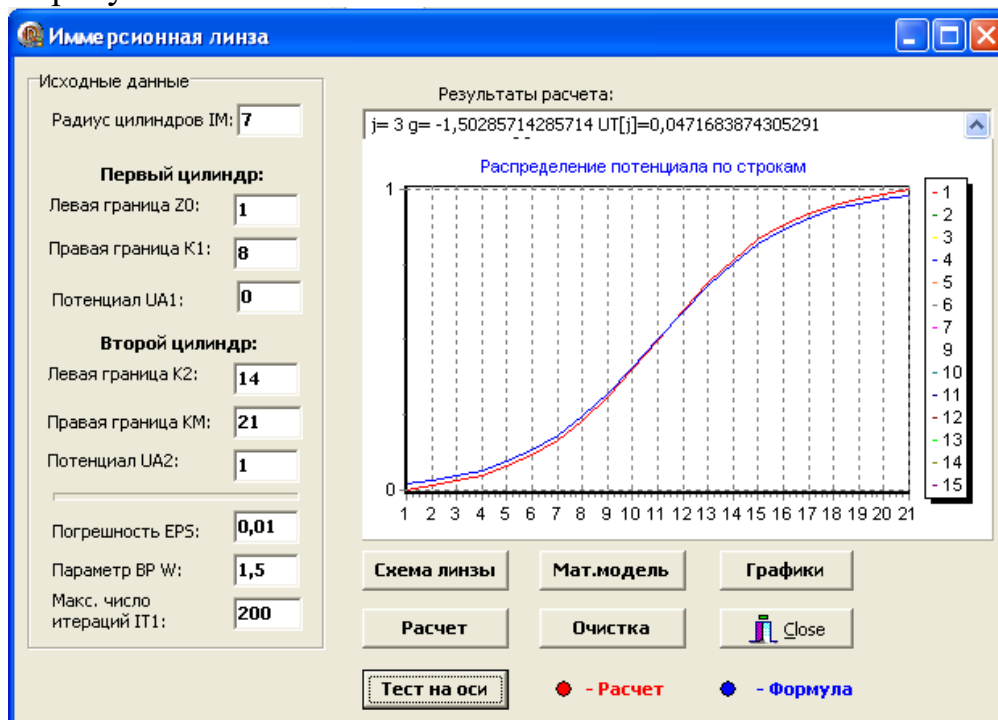 Иммерсионная линза
Исходные данные
Радиус цилиндров IM: 7
Первый цилиндр:
Левая граница Z0: 1
Правая граница K1: 8
Потенциал UA1: 0
Второй цилиндр:
Левая граница K2: 14
Правая граница KM: 21
Потенциал UA2: 1
Погрешность EPS: 0,01
Параметр ВР W: 1,5
Макс. число
итераций IT1: 200
Результаты расчета:
j= 3 g= -1,50285714285714 UT[j]=0,0471683874305291
Распределение потенциала по строкам
1
0
1 2 3 4 5 6 7 8 9 10 11 12 13 14 15 16 17 18 19 20 21
1
2
3
4
5
6
7
9
10
11
12
13
14
15
Схема линзы Мат.модель Графики
Расчет Очистка Close
Тест на оси - Расчет - Формула